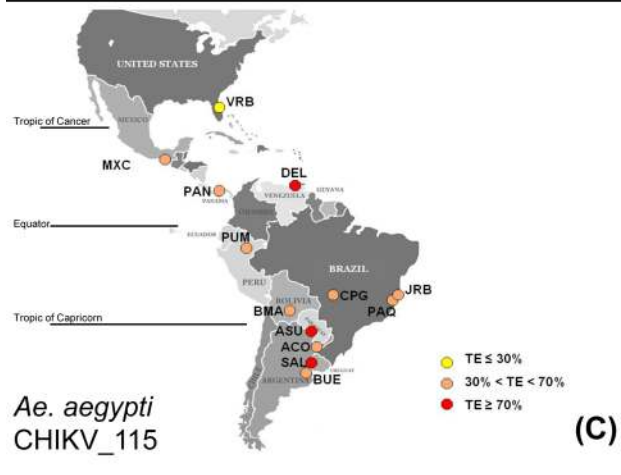 UNITED STATES
VRB
Tropic of Cancer
MEXICO
MXC
DEL
PAN
PANAMA
VENEZUELA
GUYANA
COLOMBIA
Equator
ECUADOR
PUM
BRAZIL
PERU
CPG
JRB
BOLIVIA
BMA
PAQ
Tropic of Capricorn
ASU
ACO
SAL
URUGUAY
ARGENTINA
BUE
TE ≤ 30%
30% < TE < 70%
TE ≥ 70%
Ae. aegypti
CHIKV_115
(C)